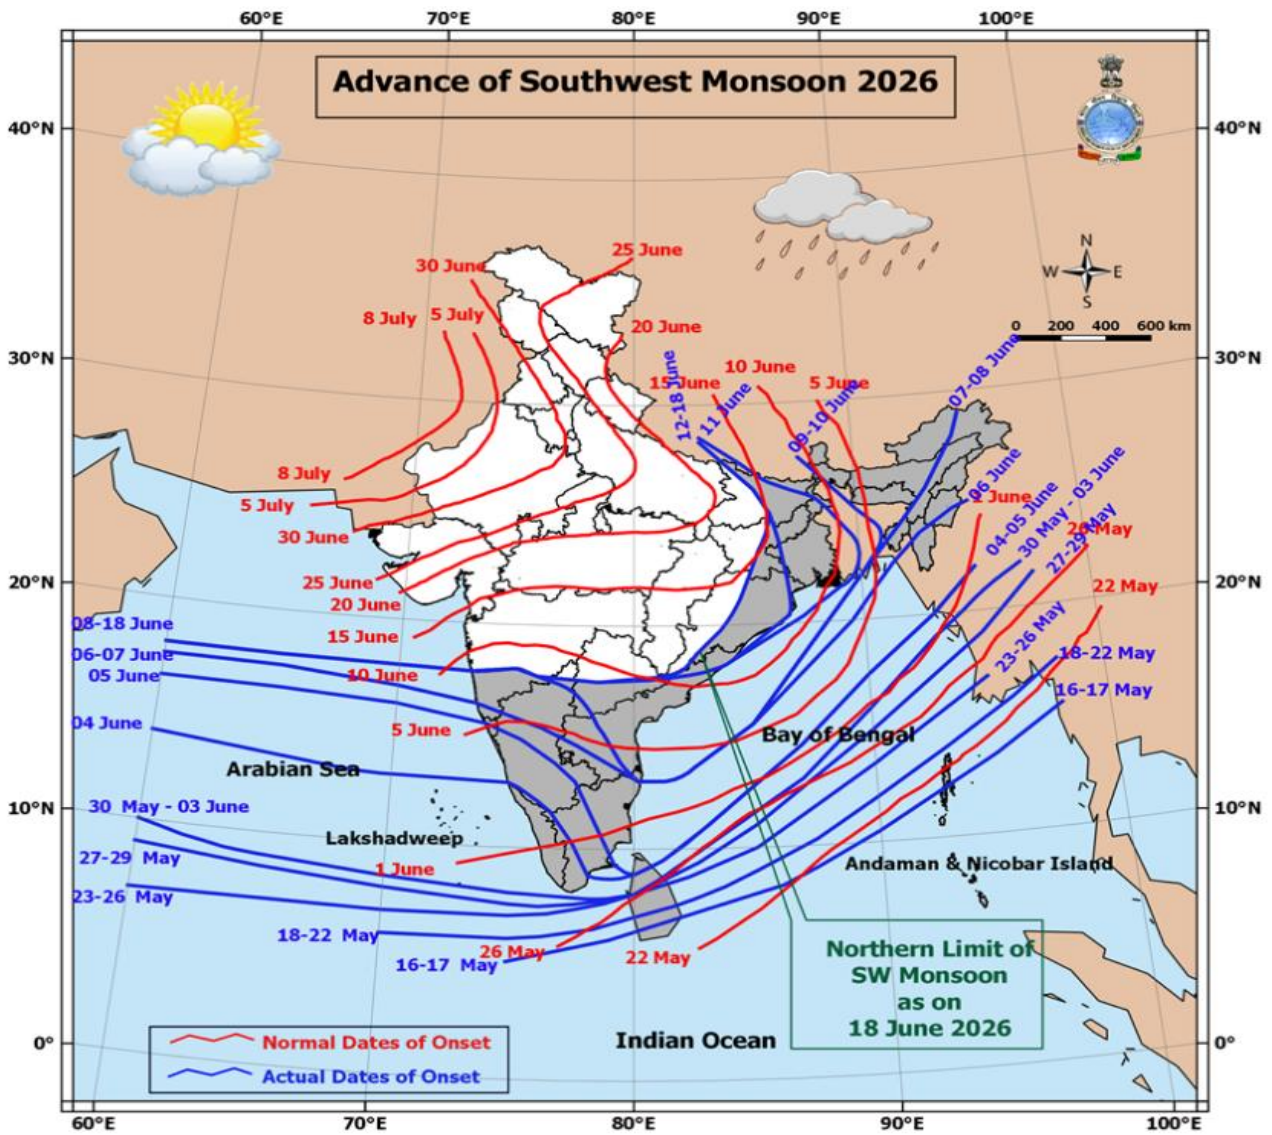 60°E 70°E 80°E 90°E 100°E
Advance of Southwest Monsoon 2026
40°N 40°N
N
W E
S
0 200 400 600 km
25 June
30 June
8 July 5 July
20 June
30°N 30°N
12-18 June
15 June
11 June
10 June
5 June
09-10 June
07-08 June
8 July
5 July
30 June
25 June
20 June
15 June
10 June
5 June
1 June
06 June
04-05 June
30 May - 03 June
27-29 May
26 May
22 May
23-26 May
18-22 May
16-17 May
20°N 20°N
08-18 June
06-07 June
05 June
04 June
Bay of Bengal
Arabian Sea
10°N 10°N
30 May - 03 June
Lakshadweep
27-29 May
1 June
Andaman & Nicobar Island
23-26 May
18-22 May
16-17 May
26 May
22 May
Northern Limit of
SW Monsoon
as on
18 June 2026
Indian Ocean
0° 0°
Normal Dates of Onset
Actual Dates of Onset
60°E 70°E 80°E 90°E 100°E